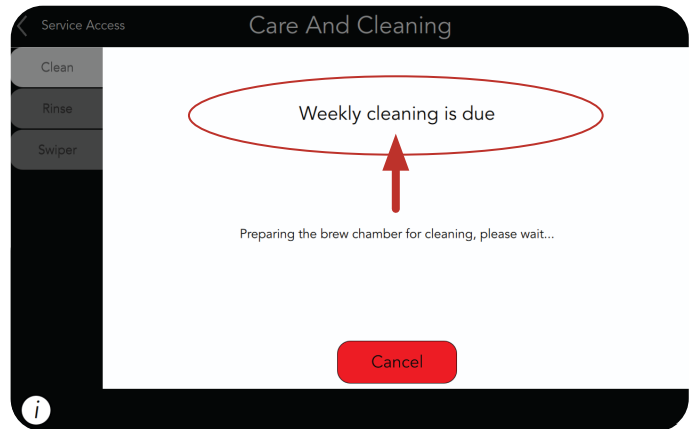 Service Access
Care And Cleaning
Clean
Rinse
Swiper
Weekly cleaning is due
Preparing the brew chamber for cleaning, please wait...
Cancel
i